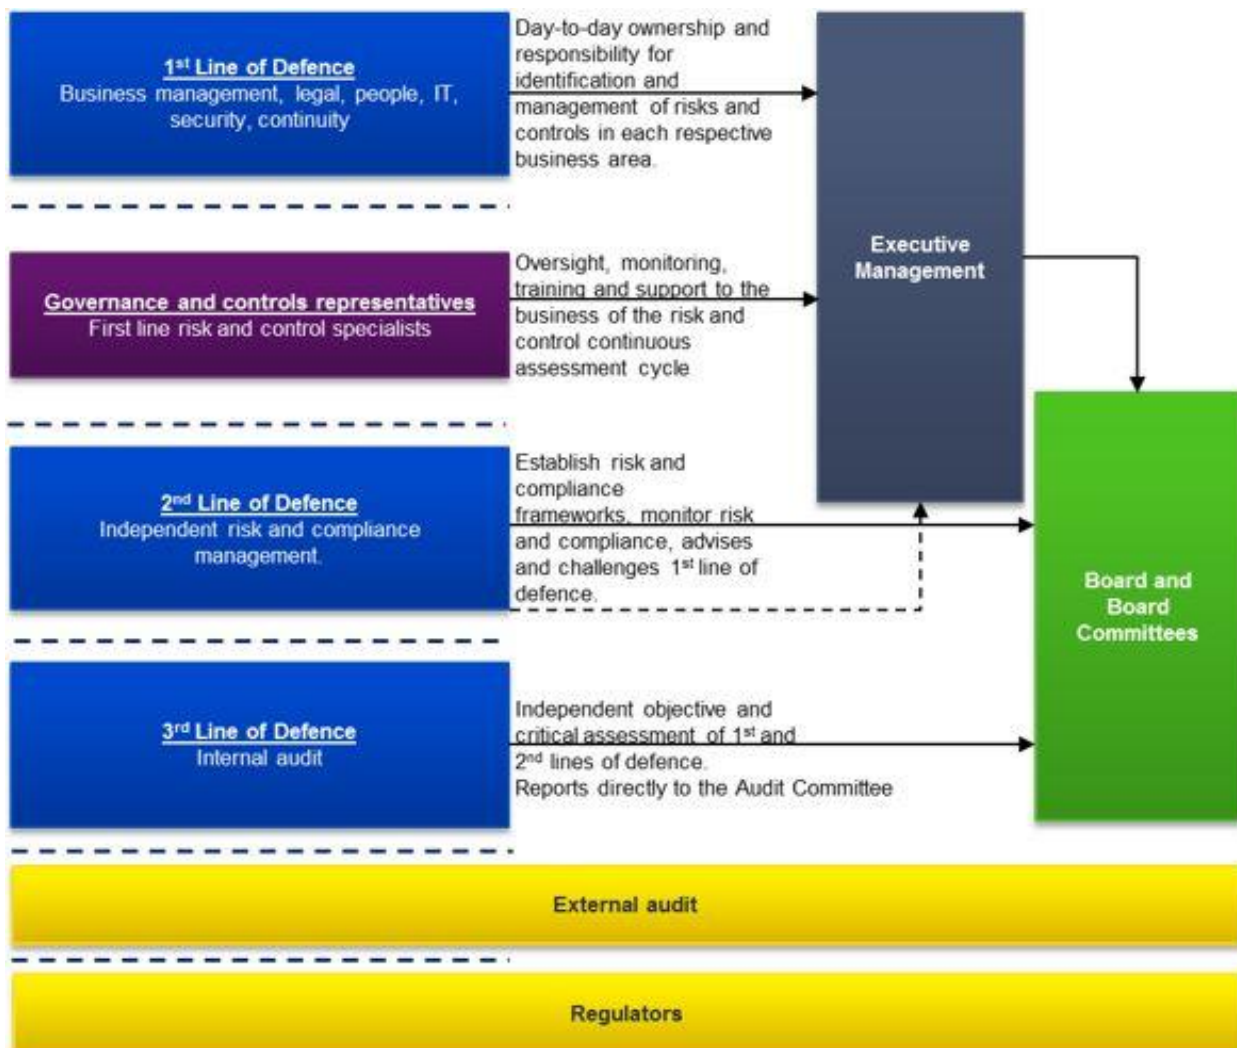 1st Line of Defence
Business management, legal, people, IT,
security, continuity
Day-to-day ownership and
responsibility for
identification and
management of risks and
controls in each respective
business area.
Executive
Management
Governance and controls representatives
First line risk and control specialists
Oversight, monitoring,
training and support to the
business of the risk and
control continuous
assessment cycle
2nd Line of Defence
Independent risk and compliance
management.
Establish risk and
compliance
frameworks, monitor risk
and compliance, advises
and challenges 1st line of
defence.
Board and
Board
Committees
3rd Line of Defence
Internal audit
Independent objective and
critical assessment of 1st and
2nd lines of defence.
Reports directly to the Audit Committee
External audit
Regulators